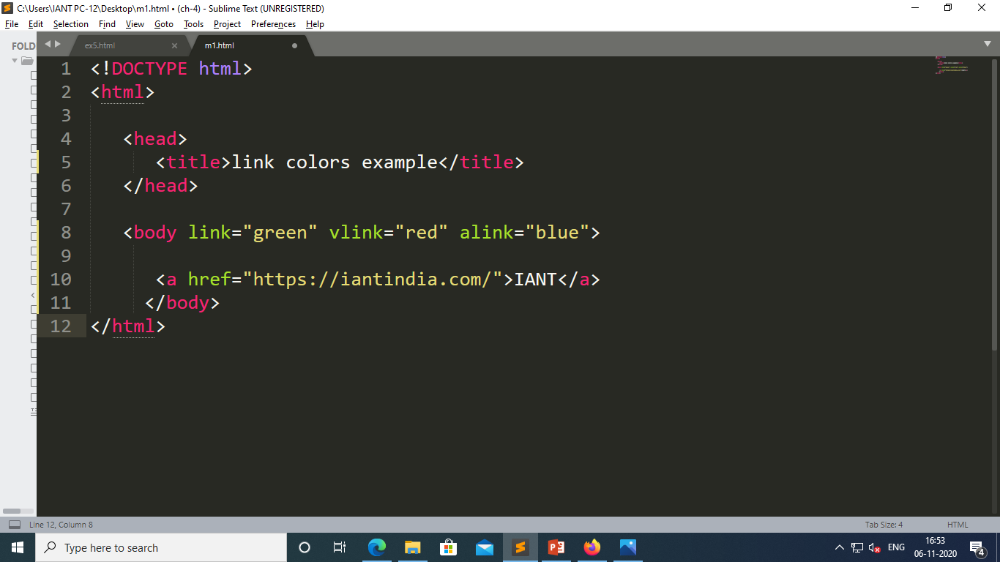 C:\Users\IANT PC-12\Desktop\m1.html • (ch-4) - Sublime Text (UNREGISTERED)
File Edit Selection Find View Goto Tools Project Preferences Help
FOLD
ex5.html × m1.html
1 <!DOCTYPE html>
2 <html>
3
4 <head>
5 <title>link colors example</title>
6 </head>
7
8 <body link="green" vlink="red" alink="blue">
9
10 <a href="https://iantindia.com/">IANT</a>
11 </body>
12 </html>
Line 12, Column 8 Tab Size: 4 HTML
Type here to search
ENG
16:53
06-11-2020
4